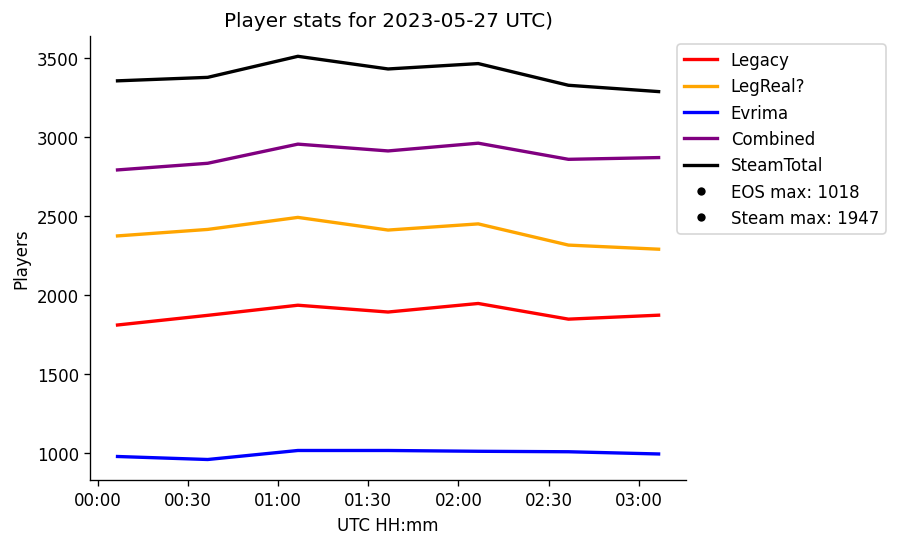 Player stats for 2023-05-27 UTC)
Legacy
LegReal?
Evrima
Combined
SteamTotal
EOS max: 1018
Steam max: 1947
Players
3500
3000
2500
2000
1500
1000
00:00 00:30 01:00 01:30 02:00 02:30 03:00
UTC HH:mm